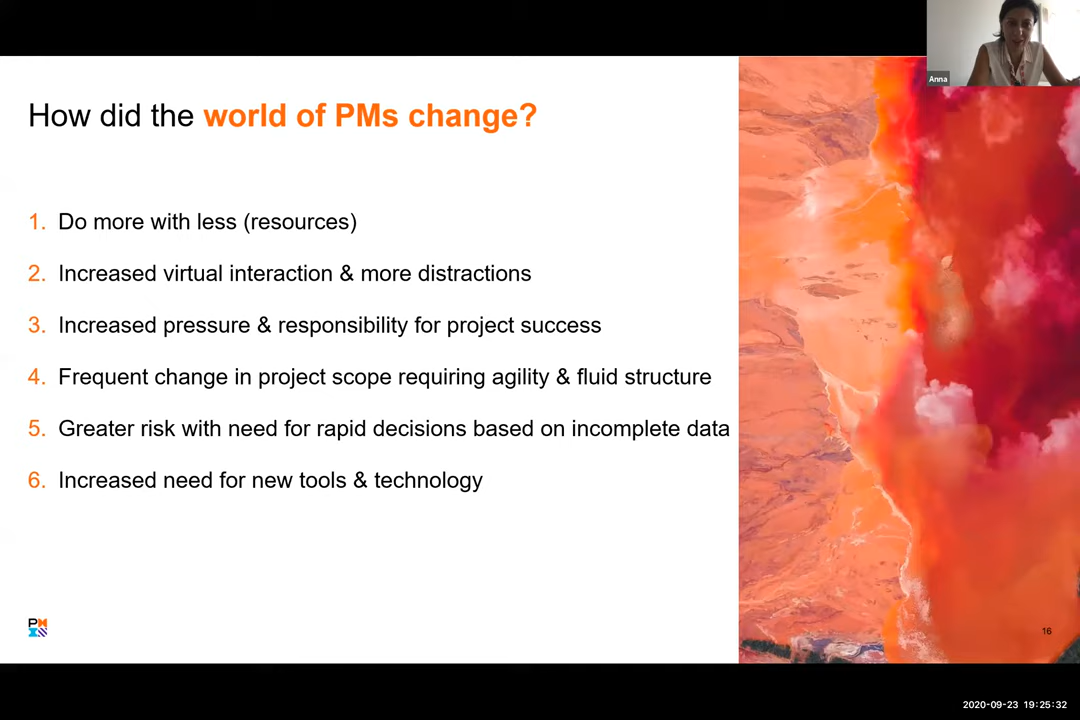 Anna
How did the world of PMs change?
1. Do more with less (resources)
2. Increased virtual interaction & more distractions
3. Increased pressure & responsibility for project success
4. Frequent change in project scope requiring agility & fluid structure
5. Greater risk with need for rapid decisions based on incomplete data
6. Increased need for new tools & technology
16
2020-09-23 19:25:32